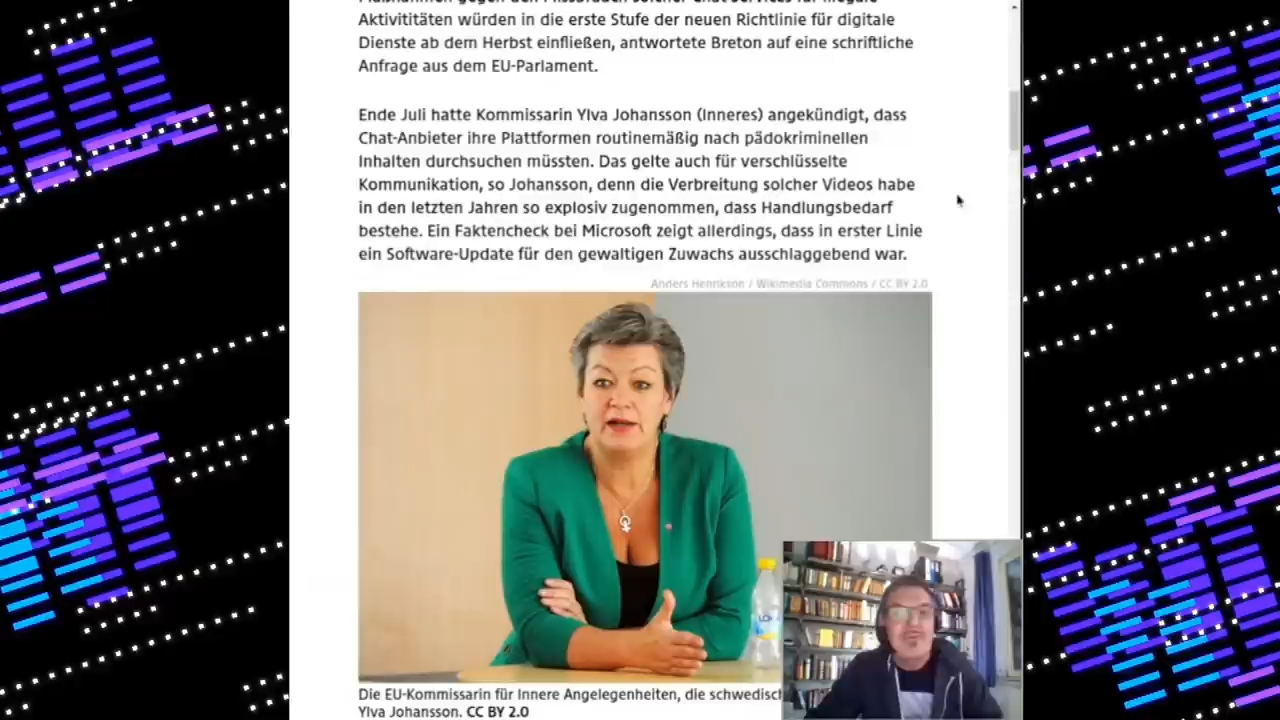 Aktivititäten würden in die erste Stufe der neuen Richtlinie für digitale
Dienste ab dem Herbst einfließen, antwortete Breton auf eine schriftliche
Anfrage aus dem EU-Parlament.
Ende Juli hatte Kommissarin Ylva Johansson (Inneres) angekündigt, dass
Chat-Anbieter ihre Plattformen routinemäßig nach pädokriminellen
Inhalten durchsuchen müssten. Das gelte auch für verschlüsselte
Kommunikation, so Johansson, denn die Verbreitung solcher Videos habe
in den letzten Jahren so explosiv zugenommen, dass Handlungsbedarf
bestehe. Ein Faktencheck bei Microsoft zeigt allerdings, dass in erster Linie
ein Software-Update für den gewaltigen Zuwachs ausschlaggebend war.
Anders Henrikson / Wikimedia Commons / CC BY 2.0
Die EU-Kommissarin für Innere Angelegenheiten, die schwedisch
Ylva Johansson. CC BY 2.0